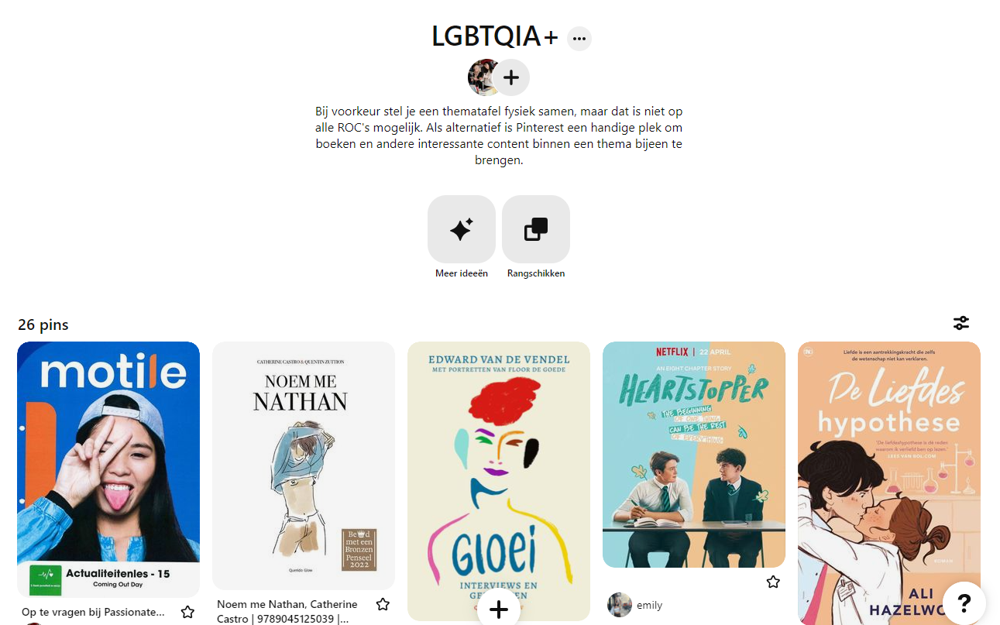 LGBTQIA+
Bij voorkeur stel je een thematafel fysiek samen, maar dat is niet op
alle ROC's mogelijk. Als alternatief is Pinterest een handige plek om
boeken en andere interessante content binnen een thema bijeen te
brengen.
Meer ideeën
Rangschikken
26 pins
motile
Actualiteitenles - 15
Coming Out Day
Op te vragen bij Passionate...
CATHERINE CASTRO & QUENTIN ZUTTION
NOEM ME
NATHAN
Be
d
met een
Bronzen
Penseel
2022
Querido Glow
Noem me Nathan, Catherine
Castro | 9789045125039 |...
EDWARD VAN DE VENDEL
MET PORTRETTEN VAN FLOOR DE GOEDE
GLOEI
INTERVIEWS EN
NETFLIX | 22 APRIL
AN EIGHT CHAPTER STORY
HEARTSTOPPER
THE BEGINNING
OF ONE THING
CAN BE THE REST
OF EVERYTHING
emily
Liefde is een aantrekkingskracht die zelfs
de wetenschap niet kan verklaren.
De Liefdes
hypothese
'De liefdeshypothese is dé reden
waarom ik verliefd ben op lezen.'
LEES VAN BOL.COM
ALI
HAZELWO
?